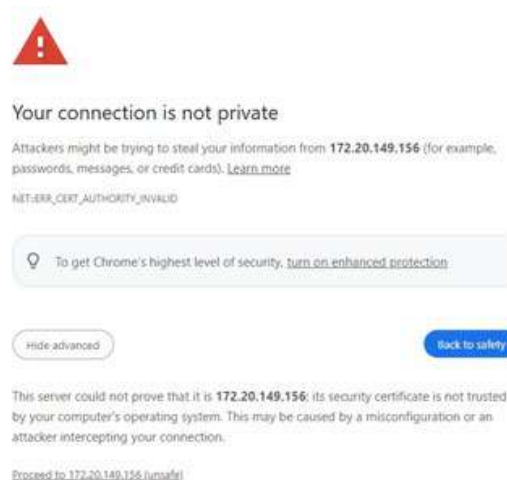 Your connection is not private
Attackers might be trying to steal your information from 172.20.149.156 (for example,
passwords, messages, or credit cards). Learn more
NET::ERR_CERT_AUTHORITY_INVALID
To get Chrome's highest level of security, turn on enhanced protection
Hide advanced
Back to safety
This server could not prove that it is 172.20.149.156; its security certificate is not trusted
by your computer's operating system. This may be caused by a misconfiguration or an
attacker intercepting your connection.
Proceed to 172.20.149.156 (unsafe)